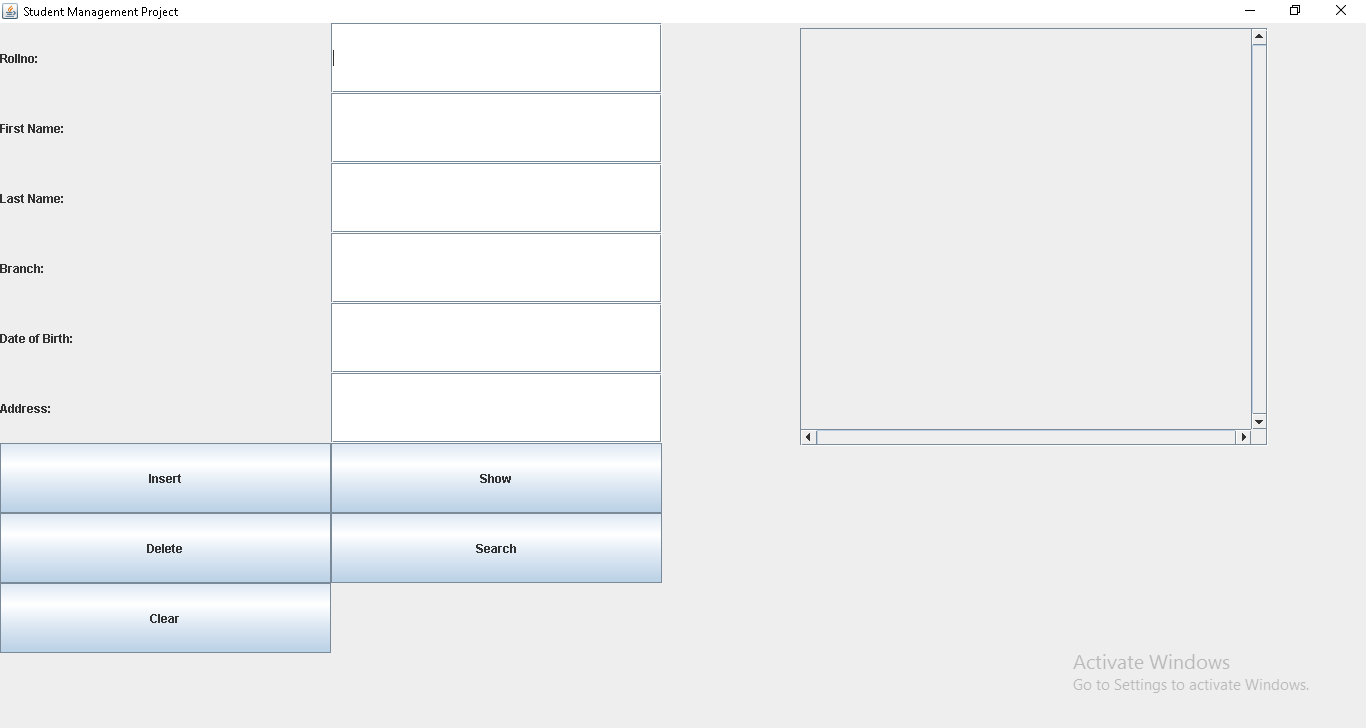 Student Management Project
Rollno:
First Name:
Last Name:
Branch:
Date of Birth:
Address:
Insert
Show
Delete
Search
Clear
Activate Windows
Go to Settings to activate Windows.